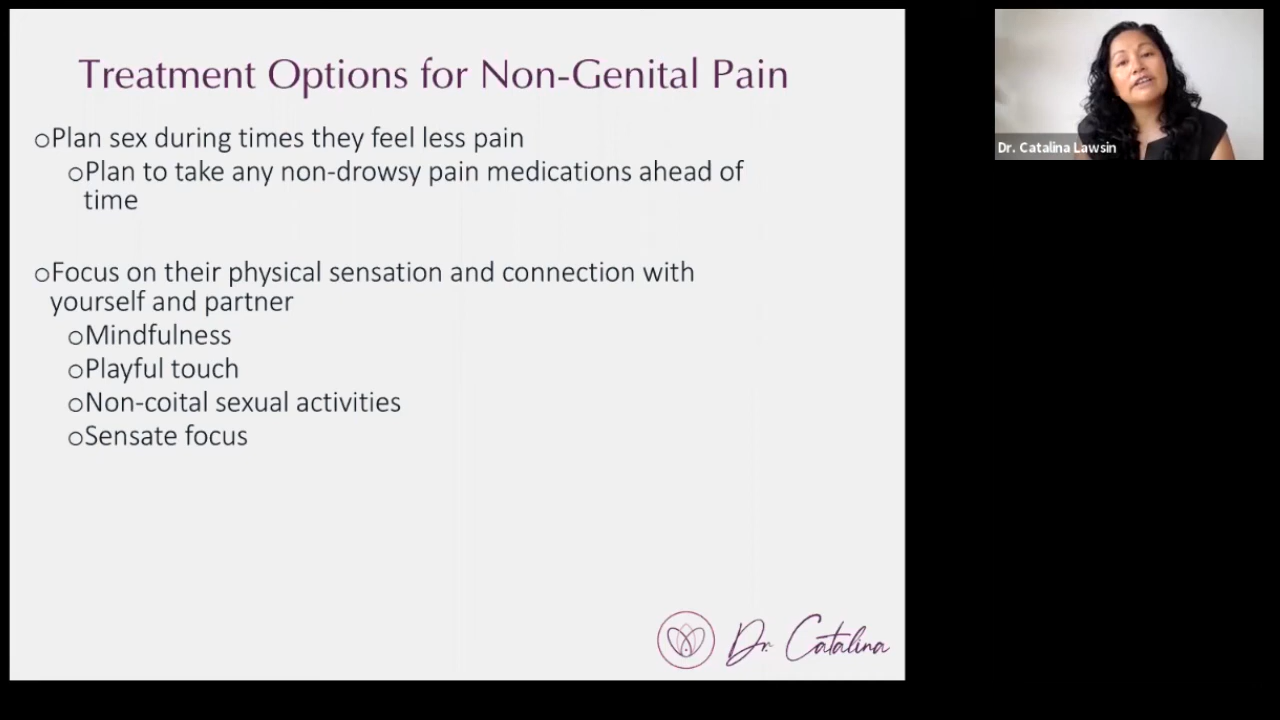 Treatment Options for Non-Genital Pain
oPlan sex during times they feel less pain
oPlan to take any non-drowsy pain medications ahead of
time
oFocus on their physical sensation and connection with
yourself and partner
oMindfulness
oPlayful touch
oNon-coital sexual activities
oSensate focus
Dr. Catalina
Dr. Catalina Lawsin